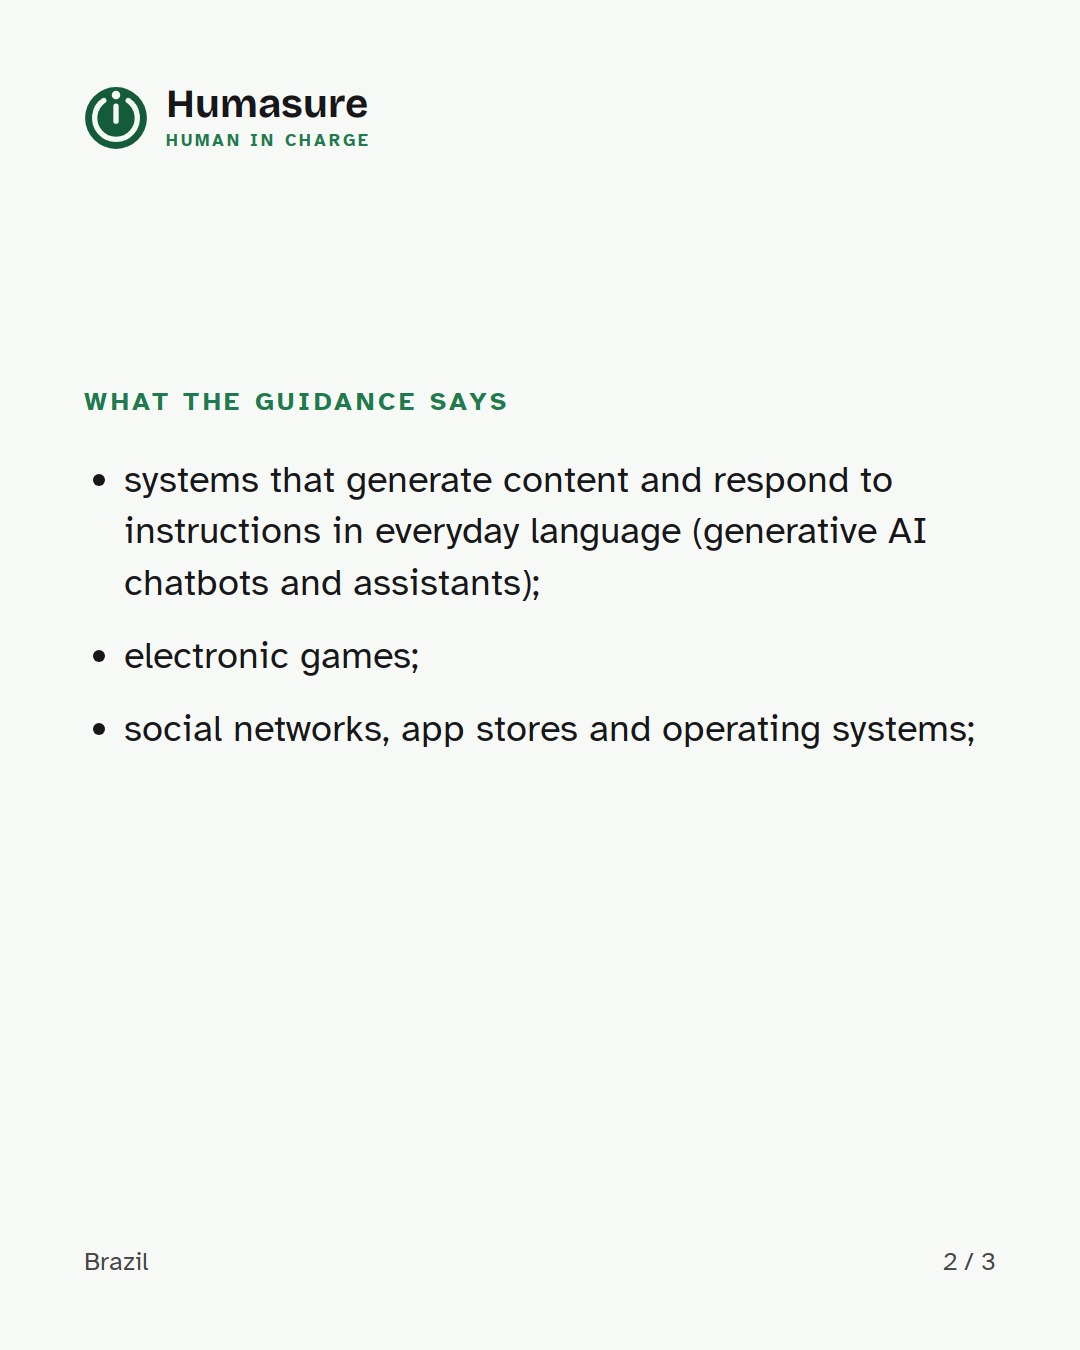 Humasure
HUMAN IN CHARGE
WHAT THE GUIDANCE SAYS
• systems that generate content and respond to
instructions in everyday language (generative AI
chatbots and assistants);
• electronic games;
• social networks, app stores and operating systems;
Brazil
2 / 3